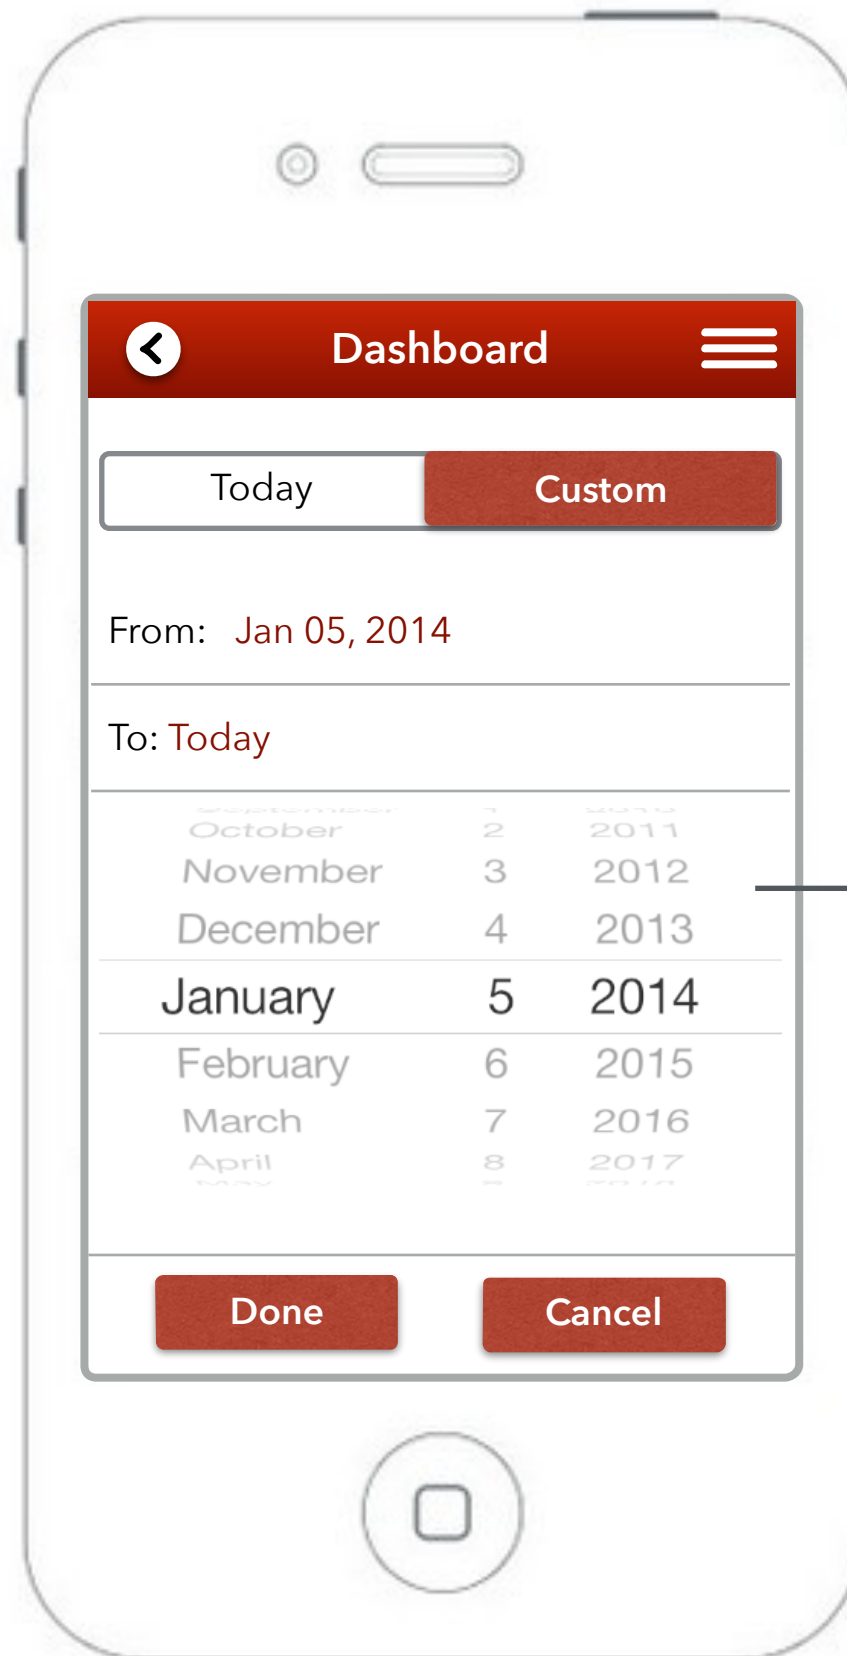 Dashboard
Today Custom
From: Jan 05, 2014
To: Today
October 2 2011
November 3 2012
December 4 2013
January 5 2014
February 6 2015
March 7 2016
April 8 2017
Done Cancel